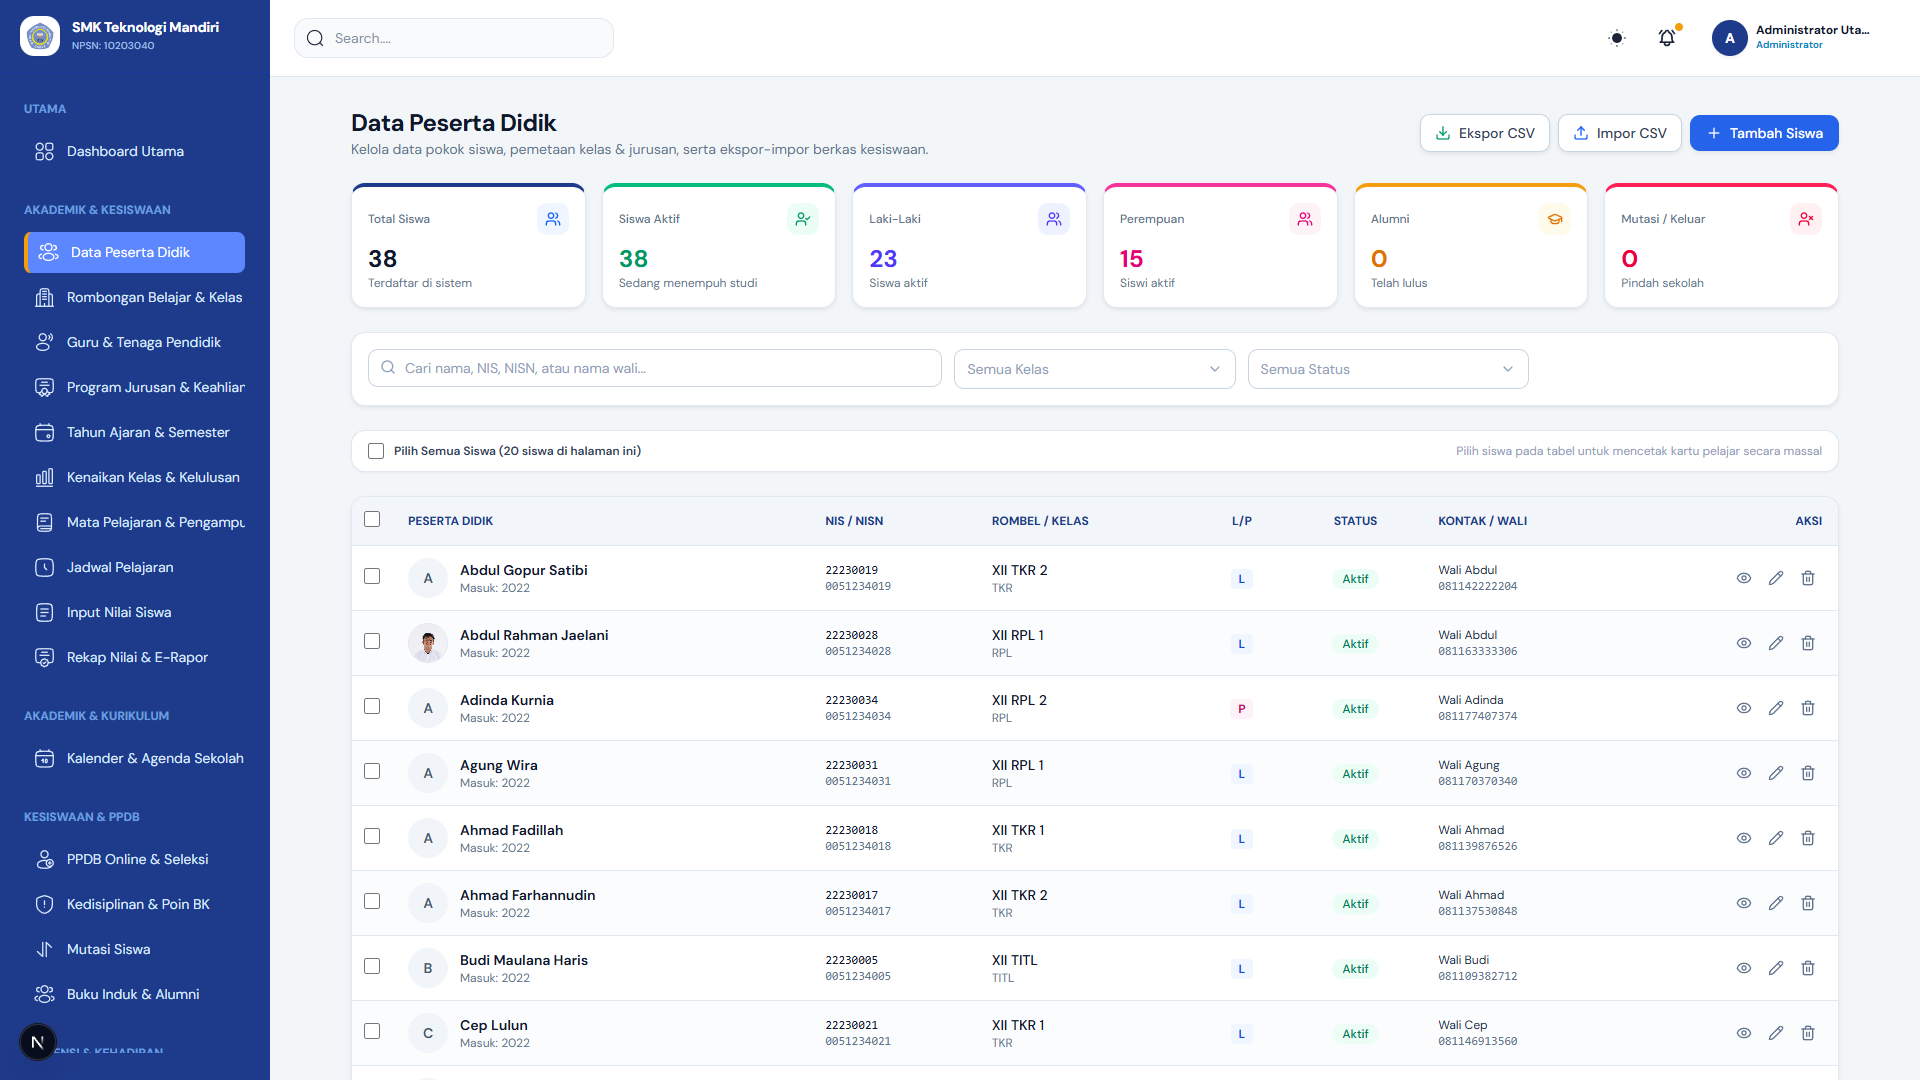 SMK Teknologi Mandiri
NPSN: 10203040
UTAMA
Dashboard Utama
AKADEMIK & KESISWAAN
Data Peserta Didik
Rombongan Belajar & Kelas
Guru & Tenaga Pendidik
Program Jurusan & Keahlian
Tahun Ajaran & Semester
Kenaikan Kelas & Kelulusan
Mata Pelajaran & Pengampu
Jadwal Pelajaran
Input Nilai Siswa
Rekap Nilai & E-Rapor
AKADEMIK & KURIKULUM
Kalender & Agenda Sekolah
KESISWAAN & PPDB
PPDB Online & Seleksi
Kedisiplinan & Poin BK
Mutasi Siswa
Buku Induk & Alumni
N
Search....
A
Administrator Uta...
Administrator
Data Peserta Didik
Kelola data pokok siswa, pemetaan kelas & jurusan, serta ekspor-impor berkas kesiswaan.
Ekspor CSV
Impor CSV
Tambah Siswa
Total Siswa
38
Terdaftar di sistem
Siswa Aktif
38
Sedang menempuh studi
Laki-Laki
23
Siswa aktif
Perempuan
15
Siswi aktif
Alumni
0
Telah lulus
Mutasi / Keluar
0
Pindah sekolah
Cari nama, NIS, NISN, atau nama wali...
Semua Kelas
Semua Status
Pilih Semua Siswa (20 siswa di halaman ini)
Pilih siswa pada tabel untuk mencetak kartu pelajar secara massal
PESERTA DIDIK NIS / NISN ROMBEL / KELAS L/P STATUS KONTAK / WALI AKSI
A Abdul Gopur Satibi 22230019 XII TKR 2 L Aktif Wali Abdul
Masuk: 2022 0051234019 TKR 081142222204
Abdul Rahman Jaelani 22230028 XII RPL 1 L Aktif Wali Abdul
Masuk: 2022 0051234028 RPL 081163333306
A Adinda Kurnia 22230034 XII RPL 2 P Aktif Wali Adinda
Masuk: 2022 0051234034 RPL 081177407374
A Agung Wira 22230031 XII RPL 1 L Aktif Wali Agung
Masuk: 2022 0051234031 RPL 081170370340
A Ahmad Fadillah 22230018 XII TKR 1 L Aktif Wali Ahmad
Masuk: 2022 0051234018 TKR 081139876526
A Ahmad Farhannudin 22230017 XII TKR 2 L Aktif Wali Ahmad
Masuk: 2022 0051234017 TKR 081137530848
B Budi Maulana Haris 22230005 XII TITL L Aktif Wali Budi
Masuk: 2022 0051234005 TITL 081109382712
C Cep Lulun 22230021 XII TKR 1 L Aktif Wali Cep
Masuk: 2022 0051234021 TKR 081146913560